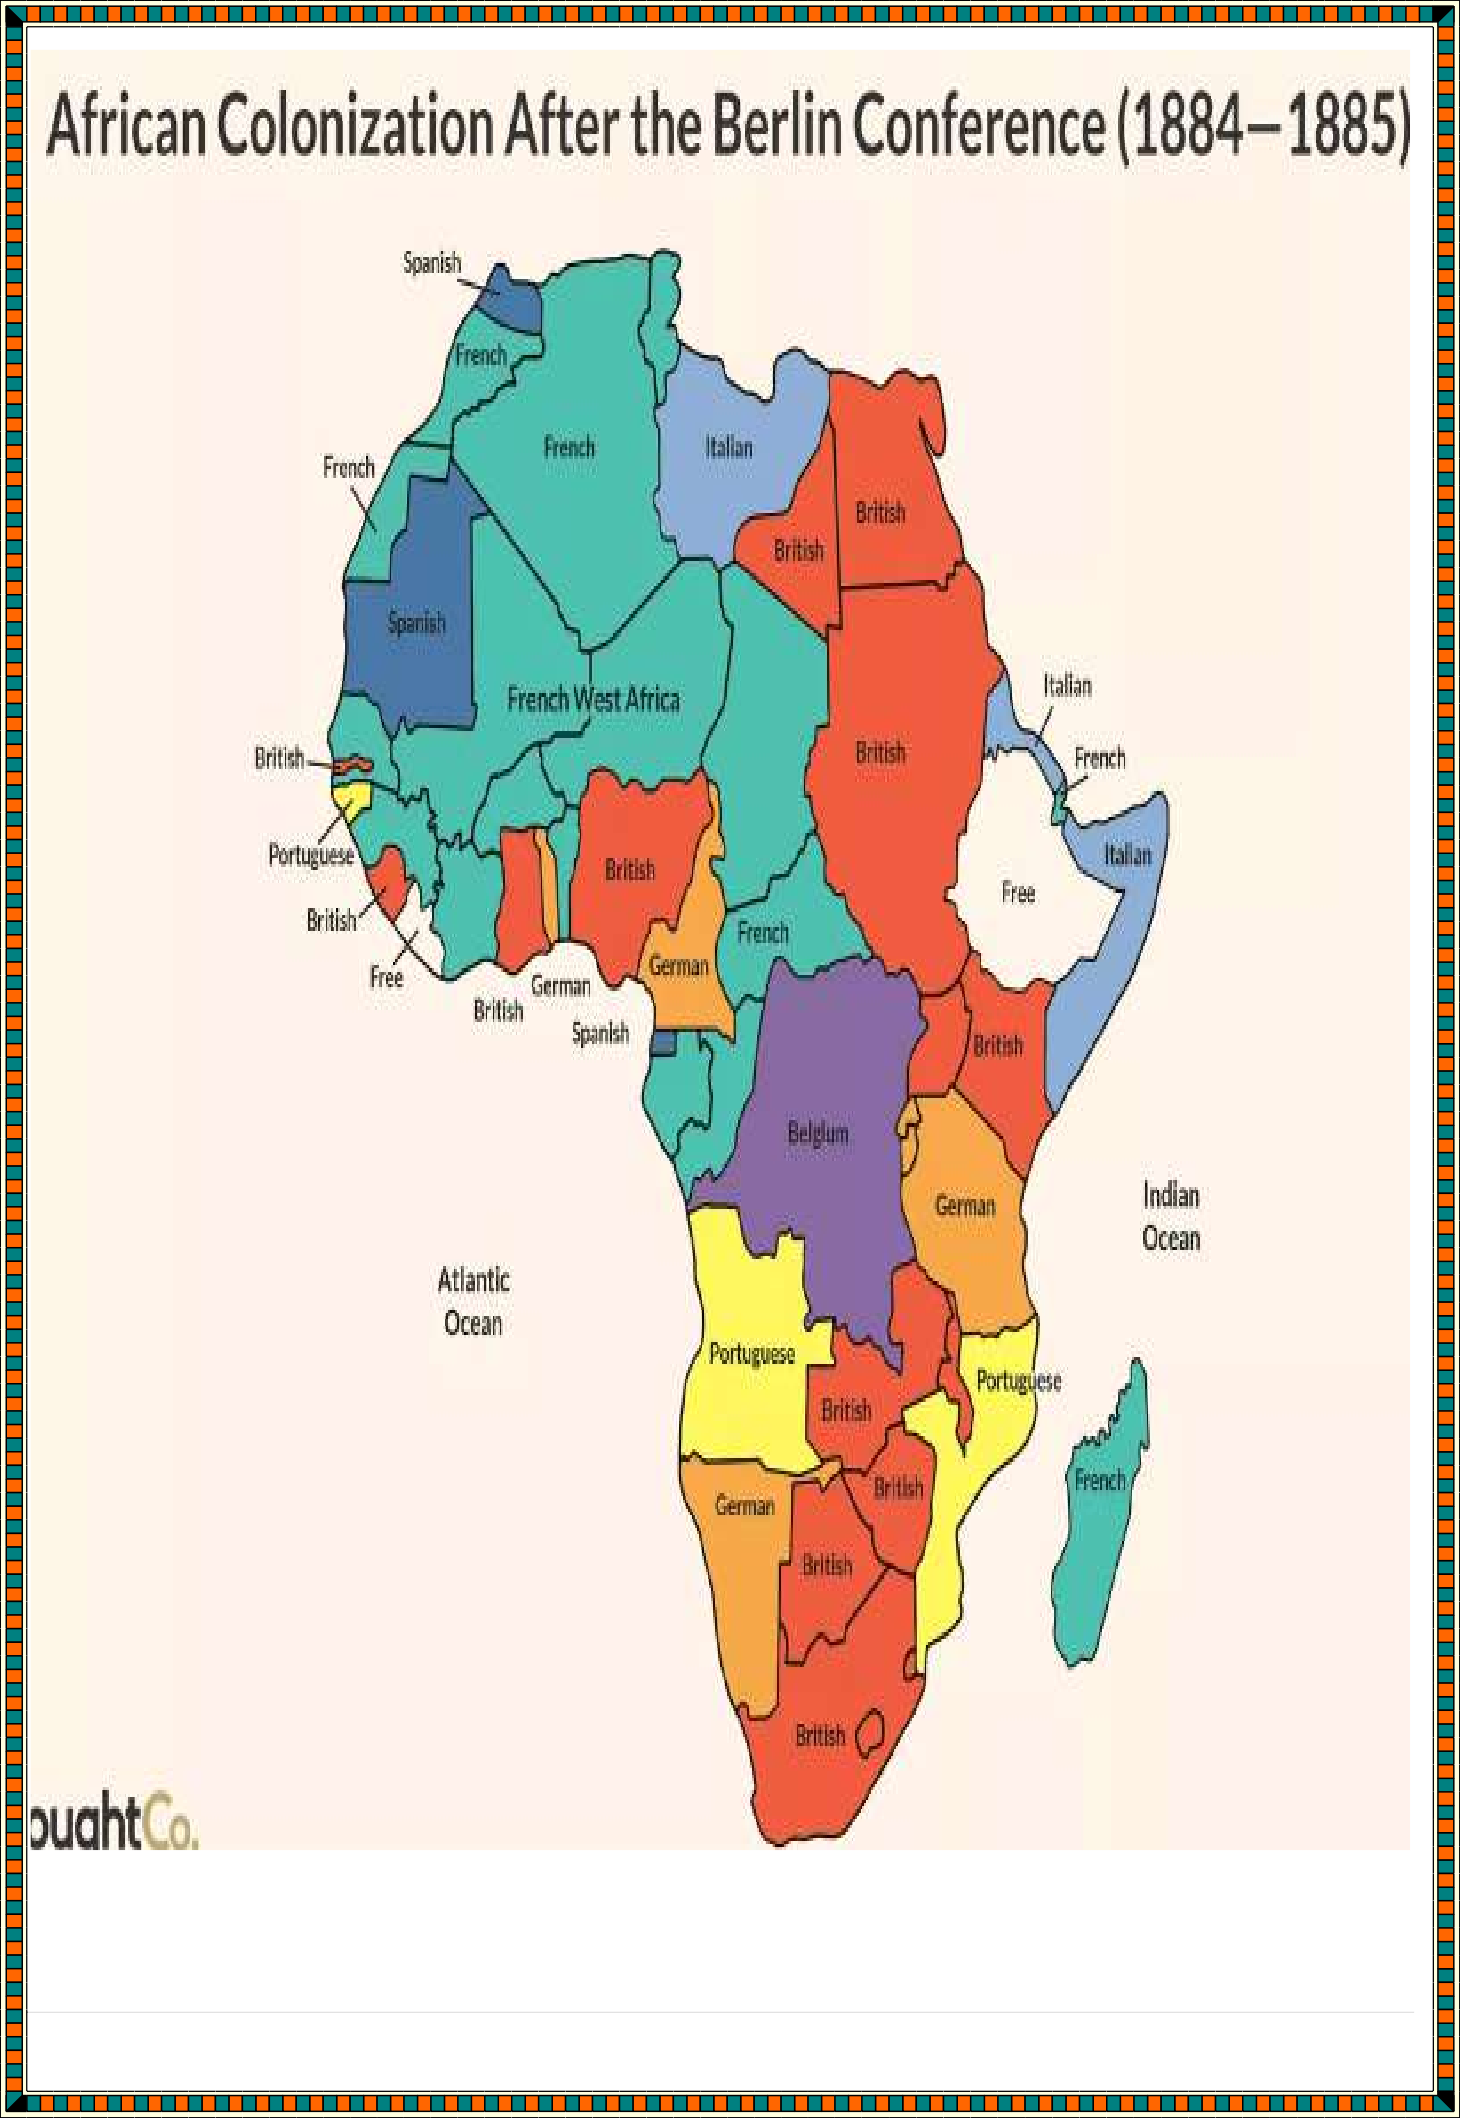 African Colonization After the Berlin Conference (1884–1885)
Spanish
French
French
French
Italian
British
British
Spanish
French West Africa
British
Italian
French
British
Portuguese
British
Free
British
German
Spanish
British
German
French
Italian
Free
British
Belgium
German
Indian
Ocean
Atlantic
Ocean
Portuguese
Portuguese
British
British
German
British
French
British
oughtCo.